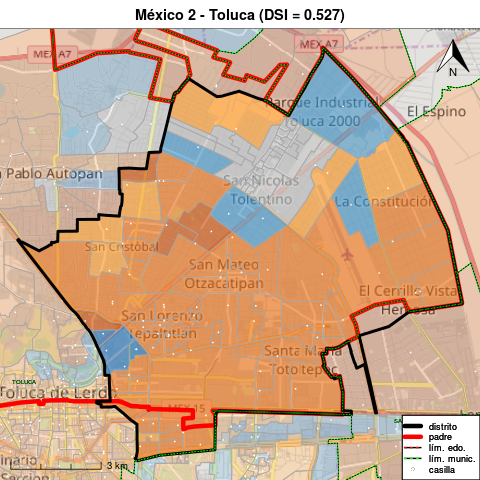 México 2 - Toluca (DSI = 0.527)
MEX A7
MEX A7
N
Parque Industrial
Toluca 2000
El Espino
Pablo Autopan
San Nicolas
Tolentino
La Constitución
San Cristobal
San Mateo
Otzacatipan
El Cerrillo Vista
Hermosa
San Lorenzo
Tepaltitlán
Santa María
Totoltepec
TOLUCA
Toluca de Lerdo
MEX 15
3 km
distrito
padre
lím. edo.
lím. munic.
casilla